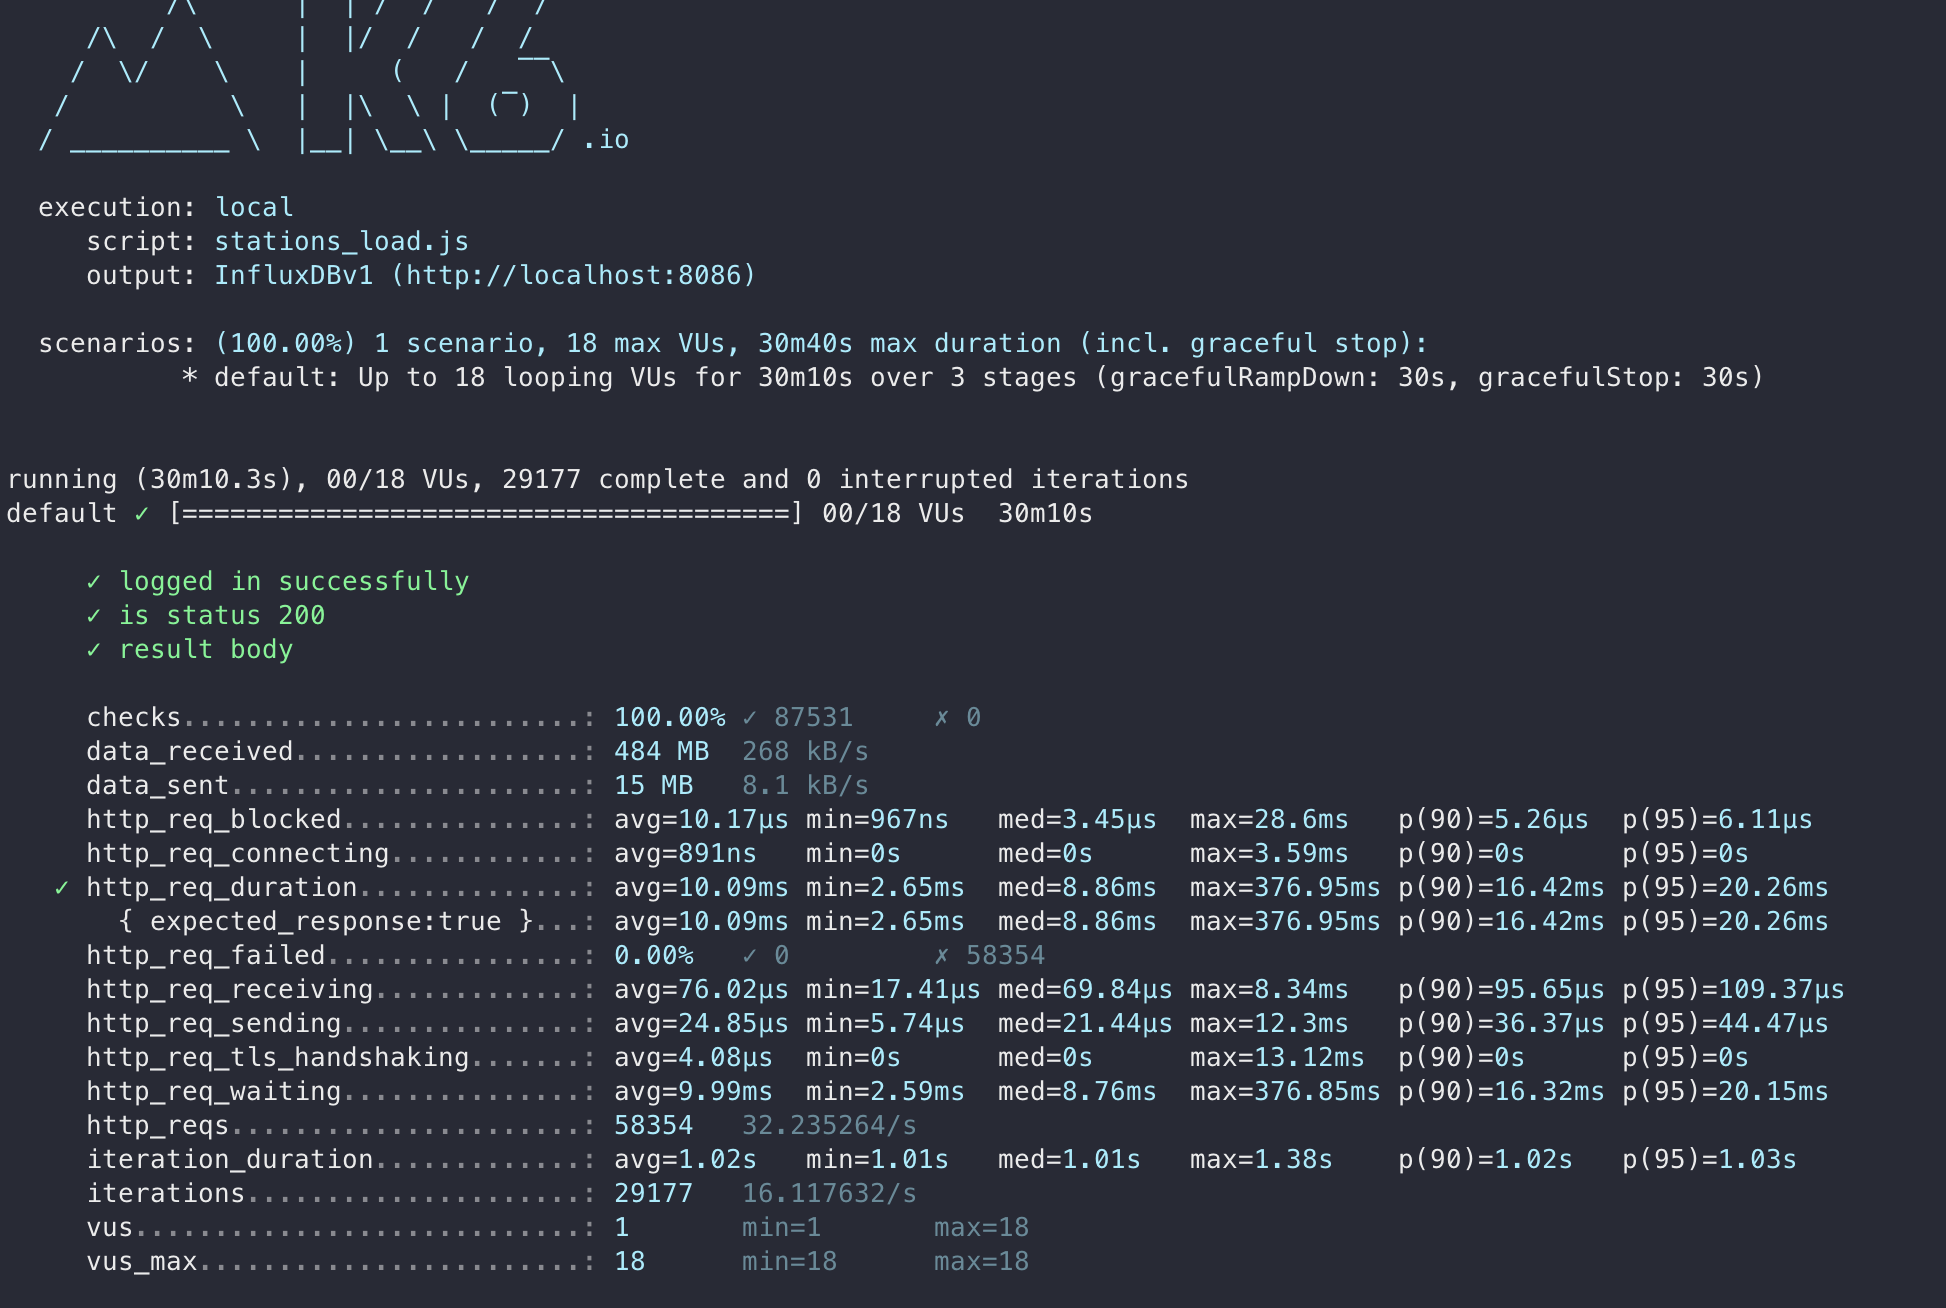 /\      |  | /  /   /  /
    /\  /  \     |  |/  /   /  /
   /  \/    \    |     (   /   ‾‾\
  /          \   |  |\  \ |  (‾)  |
 / __________ \  |__| \__\ \_____/ .io

execution: local
script: stations_load.js
output: InfluxDBv1 (http://localhost:8086)

scenarios: (100.00%) 1 scenario, 18 max VUs, 30m40s max duration (incl. graceful stop):
* default: Up to 18 looping VUs for 30m10s over 3 stages (gracefulRampDown: 30s, gracefulStop: 30s)

running (30m10.3s), 00/18 VUs, 29177 complete and 0 interrupted iterations
default ✓ [======================================] 00/18 VUs  30m10s

✓ logged in successfully
✓ is status 200
✓ result body

checks.........................: 100.00% ✓ 87531     ✗ 0
data_received..................: 484 MB  268 kB/s
data_sent......................: 15 MB   8.1 kB/s
http_req_blocked...............: avg=10.17µs min=967ns   med=3.45µs  max=28.6ms   p(90)=5.26µs  p(95)=6.11µs
http_req_connecting............: avg=891ns   min=0s      med=0s      max=3.59ms   p(90)=0s      p(95)=0s
✓ http_req_duration..............: avg=10.09ms min=2.65ms  med=8.86ms  max=376.95ms p(90)=16.42ms p(95)=20.26ms
{ expected_response:true }...: avg=10.09ms min=2.65ms  med=8.86ms  max=376.95ms p(90)=16.42ms p(95)=20.26ms
http_req_failed................: 0.00%   ✓ 0         ✗ 58354
http_req_receiving.............: avg=76.02µs min=17.41µs med=69.84µs max=8.34ms   p(90)=95.65µs p(95)=109.37µs
http_req_sending...............: avg=24.85µs min=5.74µs  med=21.44µs max=12.3ms   p(90)=36.37µs p(95)=44.47µs
http_req_tls_handshaking.......: avg=4.08µs  min=0s      med=0s      max=13.12ms  p(90)=0s      p(95)=0s
http_req_waiting...............: avg=9.99ms  min=2.59ms  med=8.76ms  max=376.85ms p(90)=16.32ms p(95)=20.15ms
http_reqs......................: 58354   32.235264/s
iteration_duration.............: avg=1.02s   min=1.01s   med=1.01s   max=1.38s    p(90)=1.02s   p(95)=1.03s
iterations.....................: 29177   16.117632/s
vus............................: 1       min=1       max=18
vus_max........................: 18      min=18      max=18